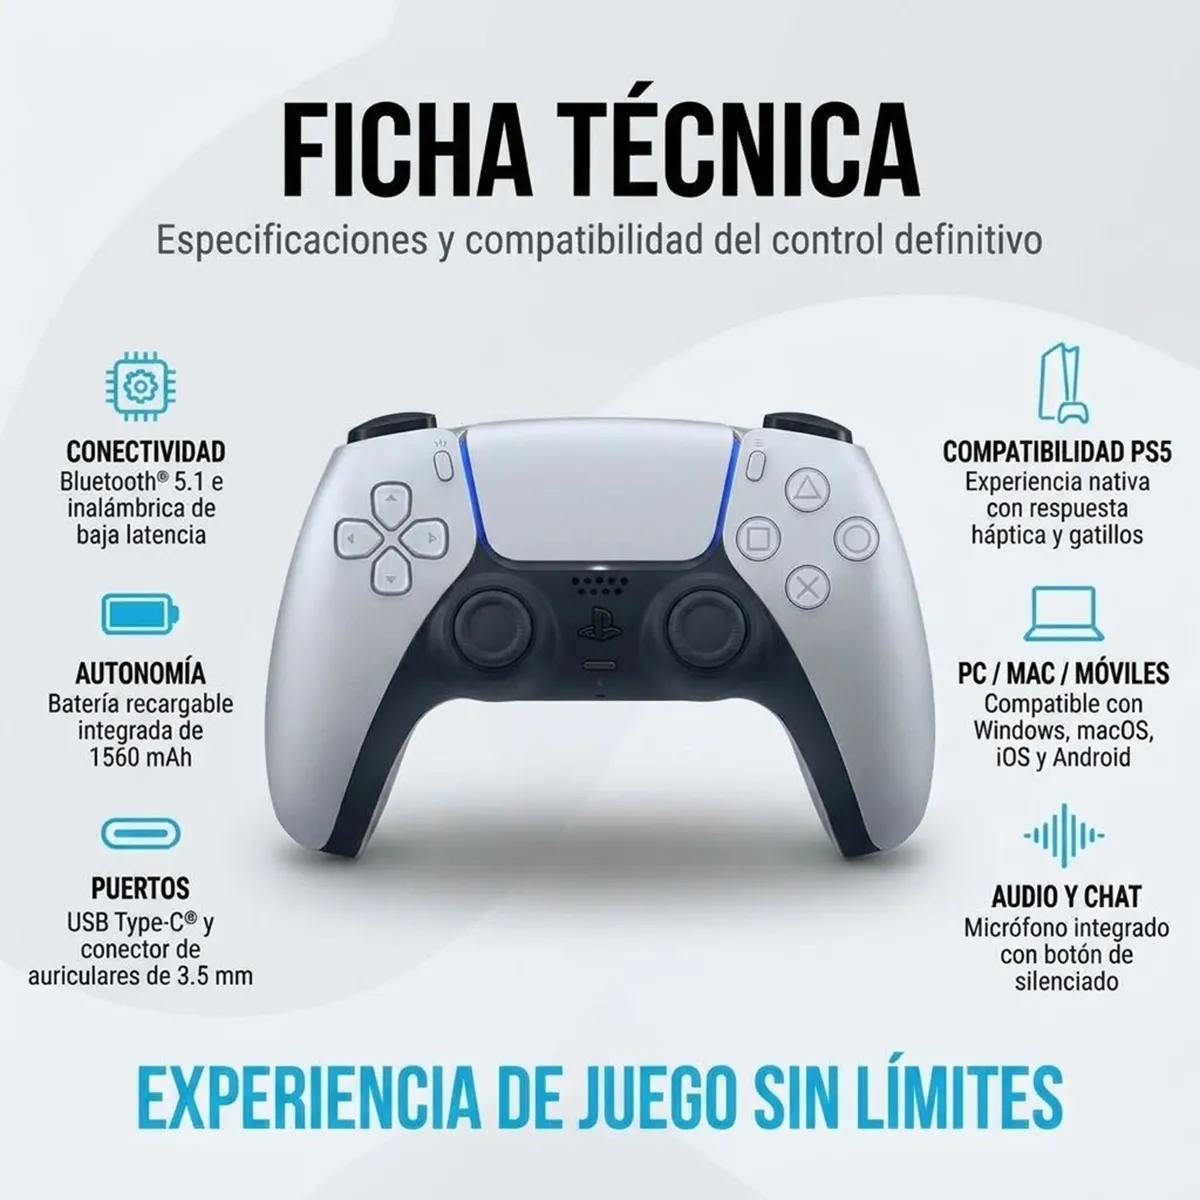 FICHA TÉCNICA
Especificaciones y compatibilidad del control definitivo
CONECTIVIDAD
Bluetooth® 5.1 e
inalámbrica de
baja latencia
AUTONOMÍA
Batería recargable
integrada de
1560 mAh
PUERTOS
USB Type-C® y
conector de
auriculares de 3.5 mm
COMPATIBILIDAD PS5
Experiencia nativa
con respuesta
háptica y gatillos
PC / MAC / MÓVILES
Compatible con
Windows, macOS,
iOS y Android
AUDIO Y CHAT
Micrófono integrado
con botón de
silenciado
EXPERIENCIA DE JUEGO SIN LÍMITES